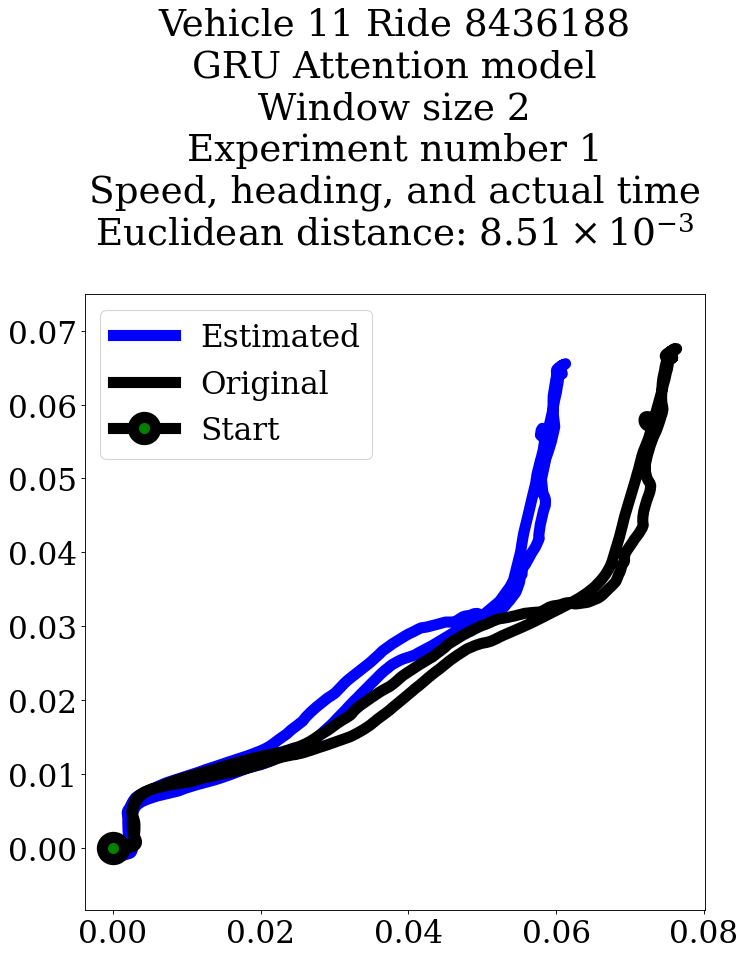 Vehicle 11 Ride 8436188
GRU Attention model
Window size 2
Experiment number 1
Speed, heading, and actual time
Euclidean distance: 8.51 × 10⁻³
Estimated
Original
Start
0.07
0.06
0.05
0.04
0.03
0.02
0.01
0.00
0.00 0.02 0.04 0.06 0.08